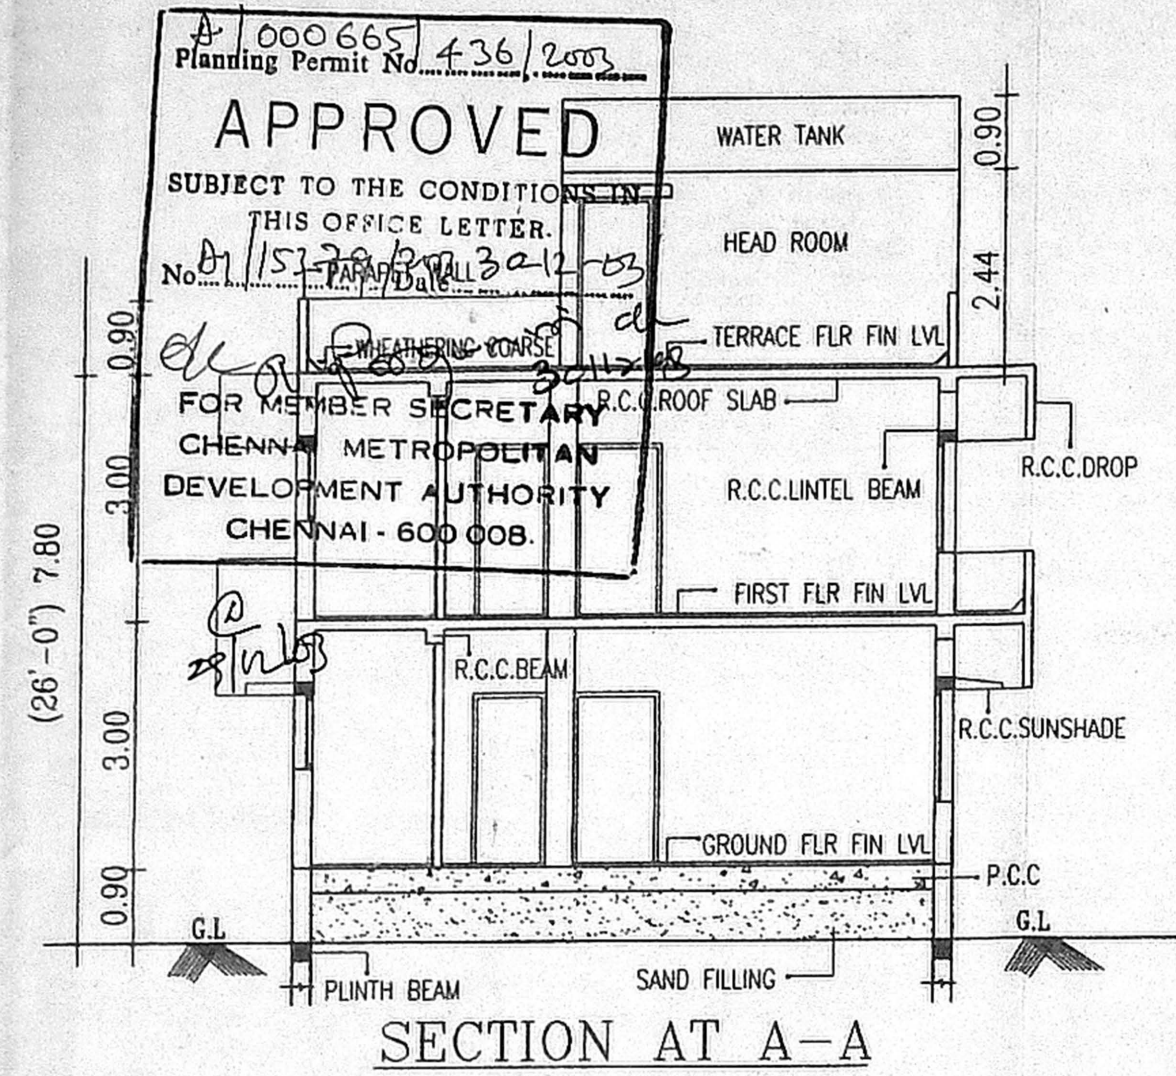 A/000665/436/2003
Planning Permit No
APPROVED
SUBJECT TO THE CONDITIONS IN
THIS OFFICE LETTER.
No Date 30-12-03
FOR MEMBER SECRETARY
CHENNAI METROPOLITAN
DEVELOPMENT AUTHORITY
CHENNAI - 600 008.
WATER TANK
0.90
HEAD ROOM
2.44
PARAPET WALL
WHEATHERING COARSE
TERRACE FLR FIN LVL
0.90
R.C.C.ROOF SLAB
R.C.C.DROP
R.C.C.LINTEL BEAM
3.00
(26'-0") 7.80
FIRST FLR FIN LVL
R.C.C.BEAM
R.C.C.SUNSHADE
3.00
GROUND FLR FIN LVL
P.C.C
0.90
G.L
G.L
PLINTH BEAM
SAND FILLING
SECTION AT A-A